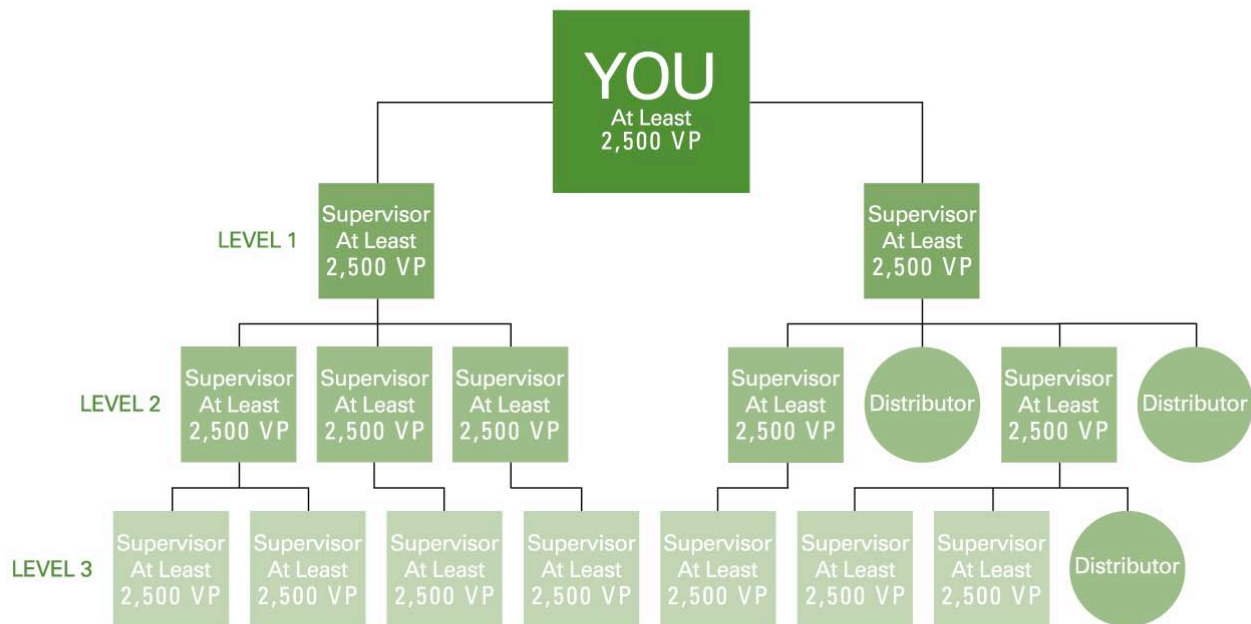 YOU
At Least
2,500 VP
LEVEL 1
Supervisor
At Least
2,500 VP
Supervisor
At Least
2,500 VP
LEVEL 2
Supervisor
At Least
2,500 VP
Supervisor
At Least
2,500 VP
Supervisor
At Least
2,500 VP
Supervisor
At Least
2,500 VP
Distributor
Supervisor
At Least
2,500 VP
Distributor
LEVEL 3
Supervisor
At Least
2,500 VP
Supervisor
At Least
2,500 VP
Supervisor
At Least
2,500 VP
Supervisor
At Least
2,500 VP
Supervisor
At Least
2,500 VP
Supervisor
At Least
2,500 VP
Supervisor
At Least
2,500 VP
Distributor